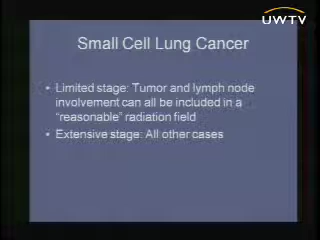 UWTV
Small Cell Lung Cancer
• Limited stage: Tumor and lymph node
involvement can all be included in a
"reasonable" radiation field
• Extensive stage: All other cases